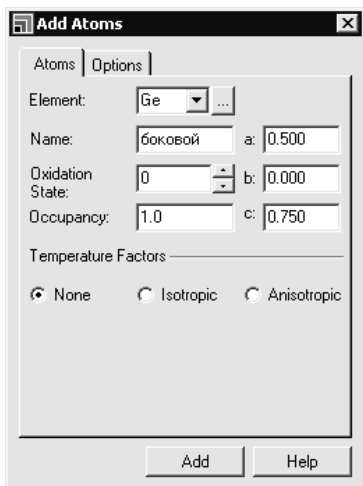 Add Atoms
Atoms Options
Element: Ge ...
Name: боковой a: 0.500
Oxidation State: 0 b: 0.000
Occupancy: 1.0 c: 0.750
Temperature Factors
None Isotropic Anisotropic
Add Help